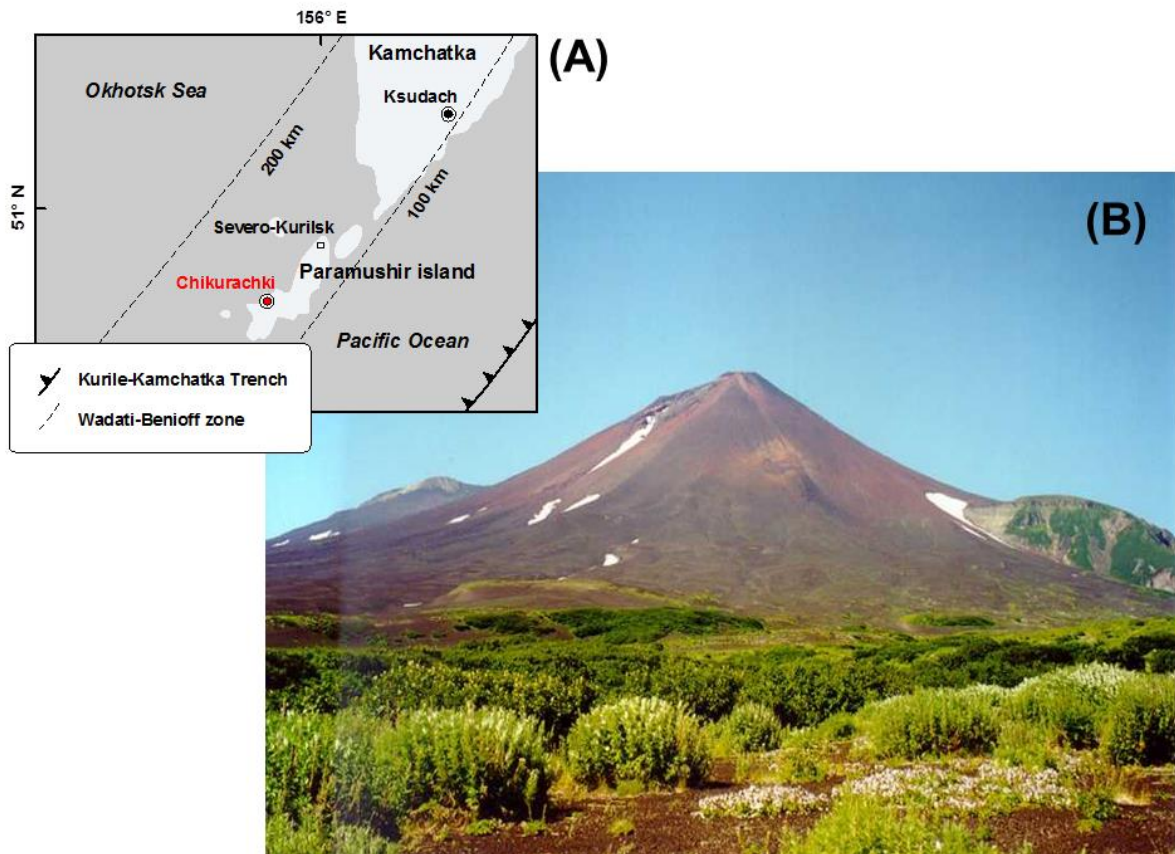 156° E
(A)
Kamchatka
Okhotsk Sea
Ksudach
200 km
100 km
51° N
Severo-Kurilsk
Paramushir island
Chikurachki
Pacific Ocean
Kurile-Kamchatka Trench
Wadati-Benioff zone
(B)